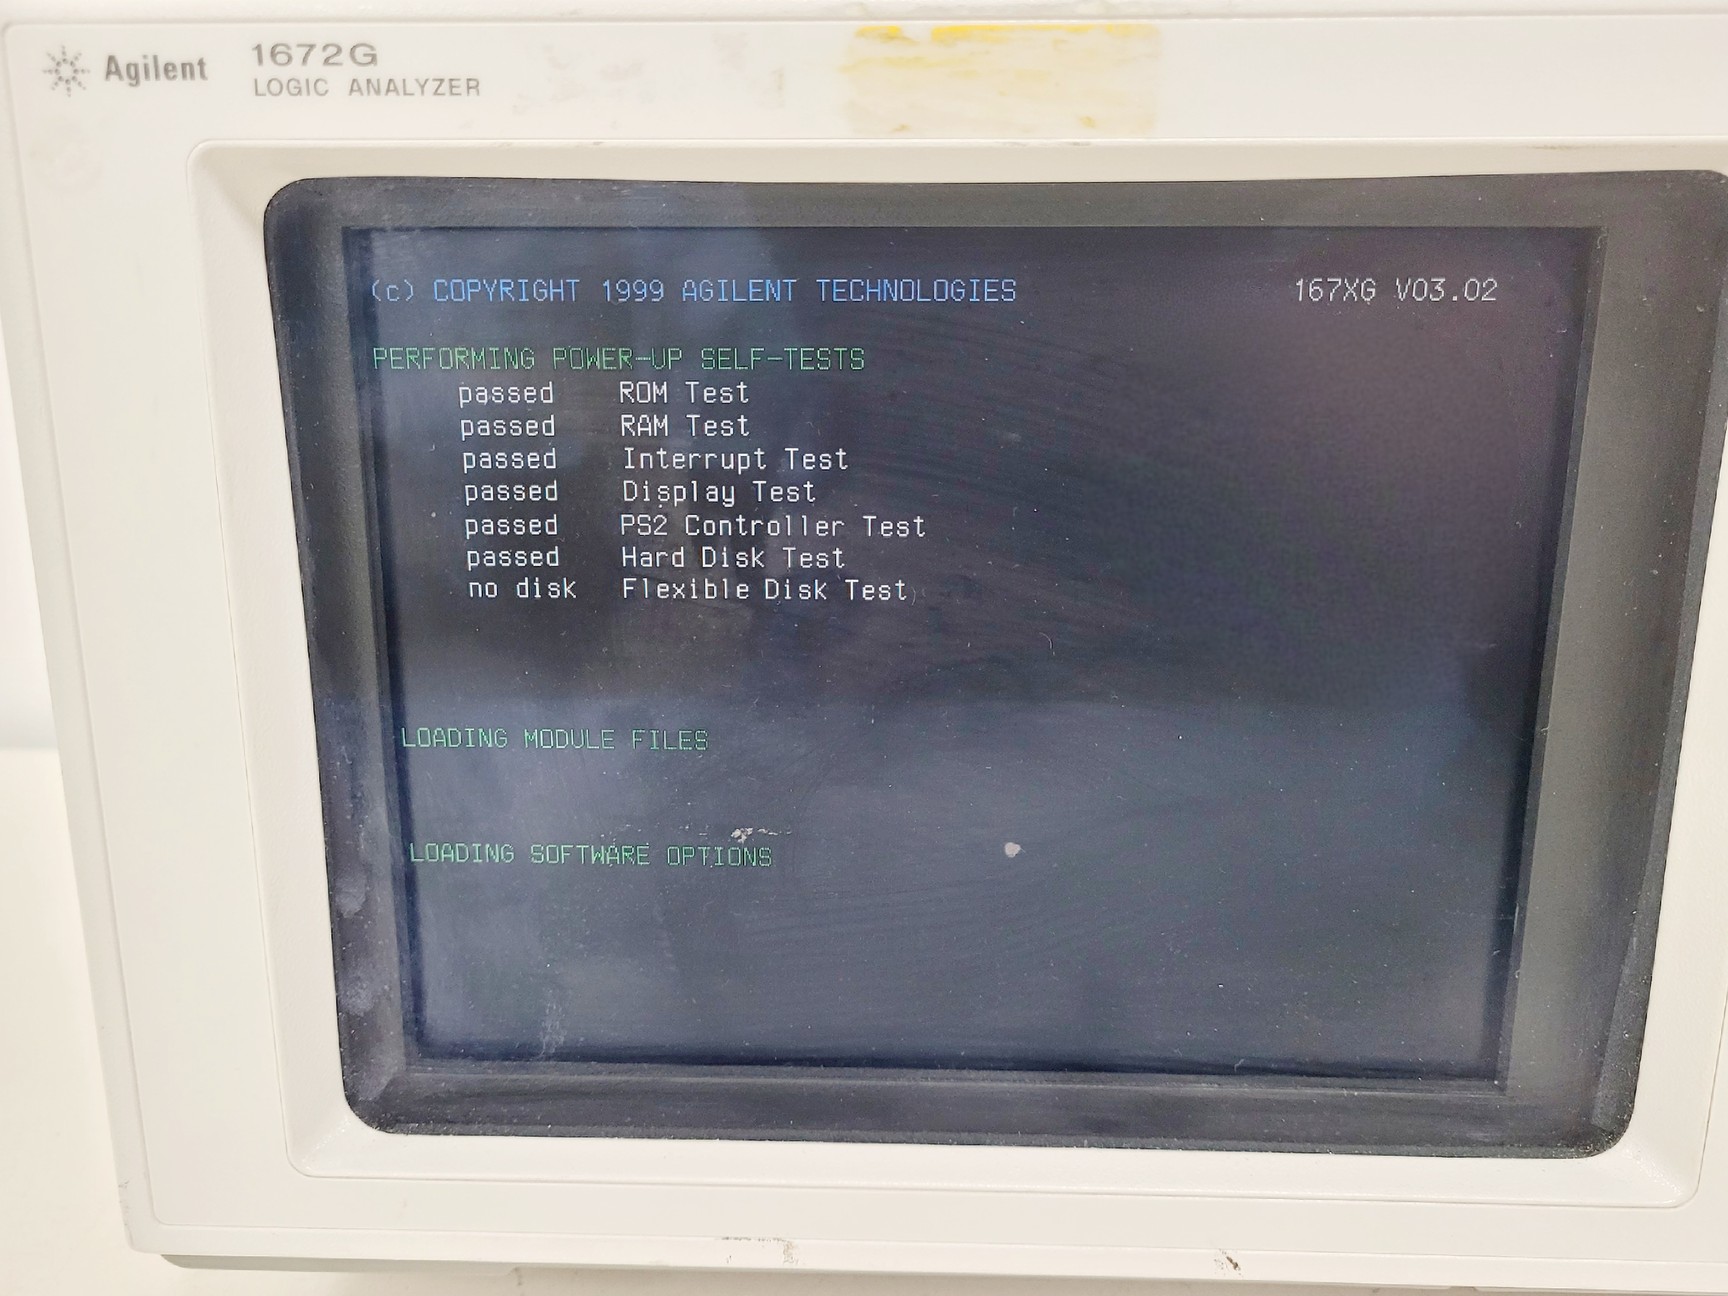 Agilent 1672G
LOGIC ANALYZER
(c) COPYRIGHT 1999 AGILENT TECHNOLOGIES 167XG V03.02
PERFORMING POWER-UP SELF-TESTS
passed ROM Test
passed RAM Test
passed Interrupt Test
passed Display Test
passed PS2 Controller Test
passed Hard Disk Test
no disk Flexible Disk Test
LOADING MODULE FILES
LOADING SOFTWARE OPTIONS